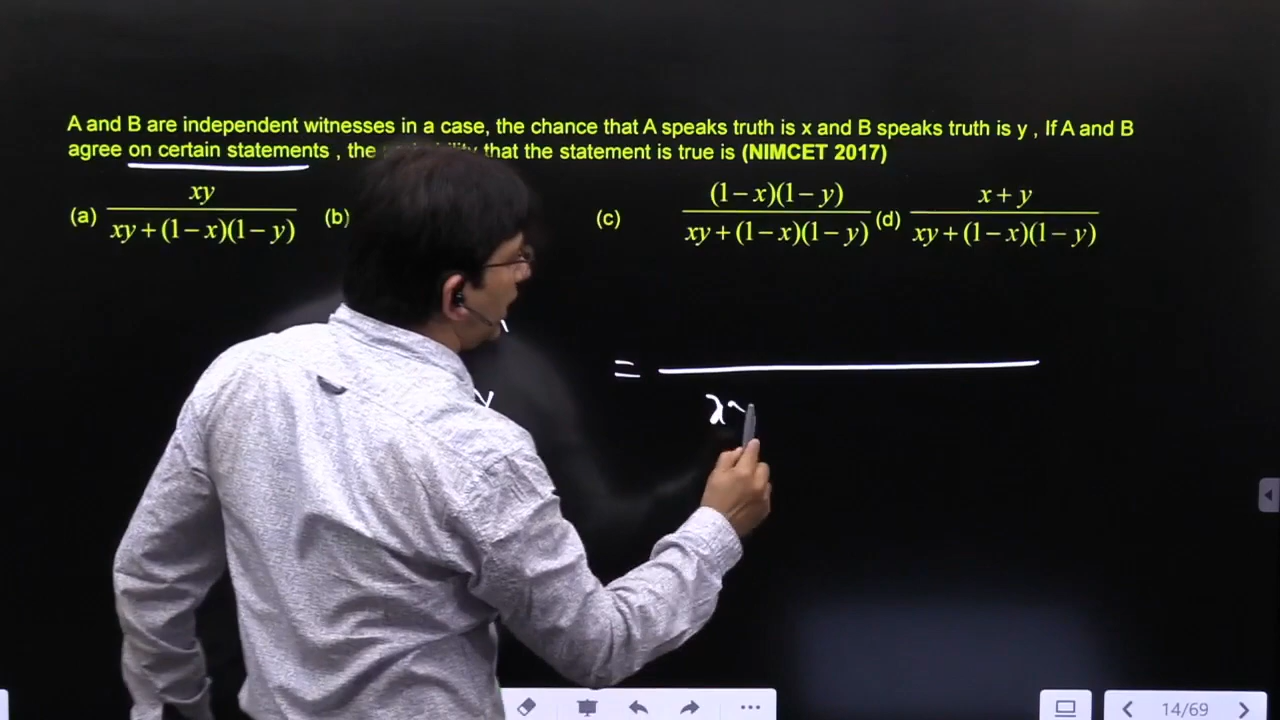 A and B are independent witnesses in a case, the chance that A speaks truth is x and B speaks truth is y , If A and B
agree on certain statements , the that the statement is true is (NIMCET 2017)
(a) xy / xy + (1 − x)(1 − y) (b) (c) (1 − x)(1 − y) / xy + (1 − x)(1 − y) (d) x + y / xy + (1 − x)(1 − y)
=
x
14/69